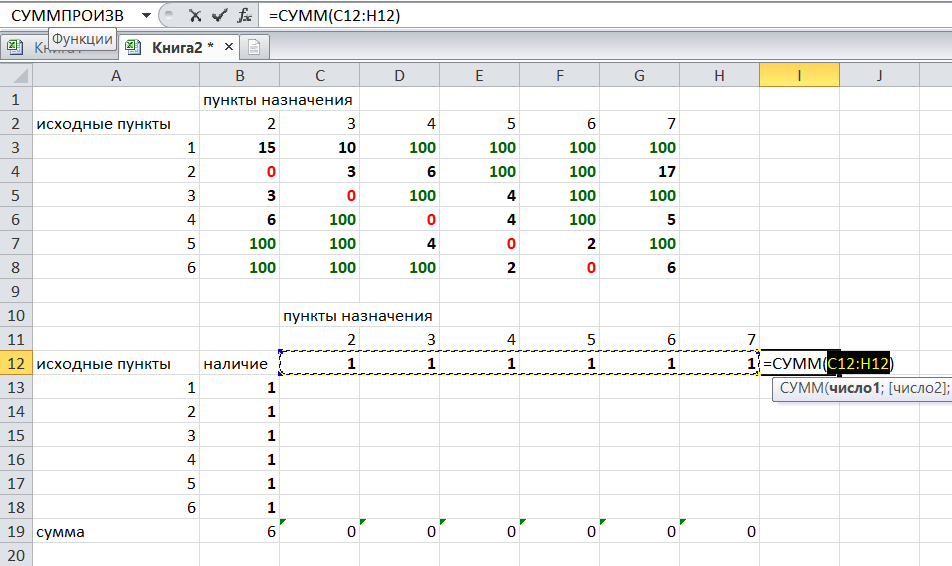 СУММПРОИЗВ =СУММ(C12:H12)
Функции
Книга2 *
A B C D E F G H I J
1 пункты назначения
2 исходные пункты 2 3 4 5 6 7
3 1 15 10 100 100 100 100
4 2 0 3 6 100 100 17
5 3 3 0 100 4 100 100
6 4 6 100 0 4 100 5
7 5 100 100 4 0 2 100
8 6 100 100 100 2 0 6
9
10 пункты назначения
11 2 3 4 5 6 7
12 исходные пункты наличие 1 1 1 1 1 1 =СУММ(C12:H12)
13 1 1 СУММ(число1; [число2];
14 2 1
15 3 1
16 4 1
17 5 1
18 6 1
19 сумма 6 0 0 0 0 0 0
20